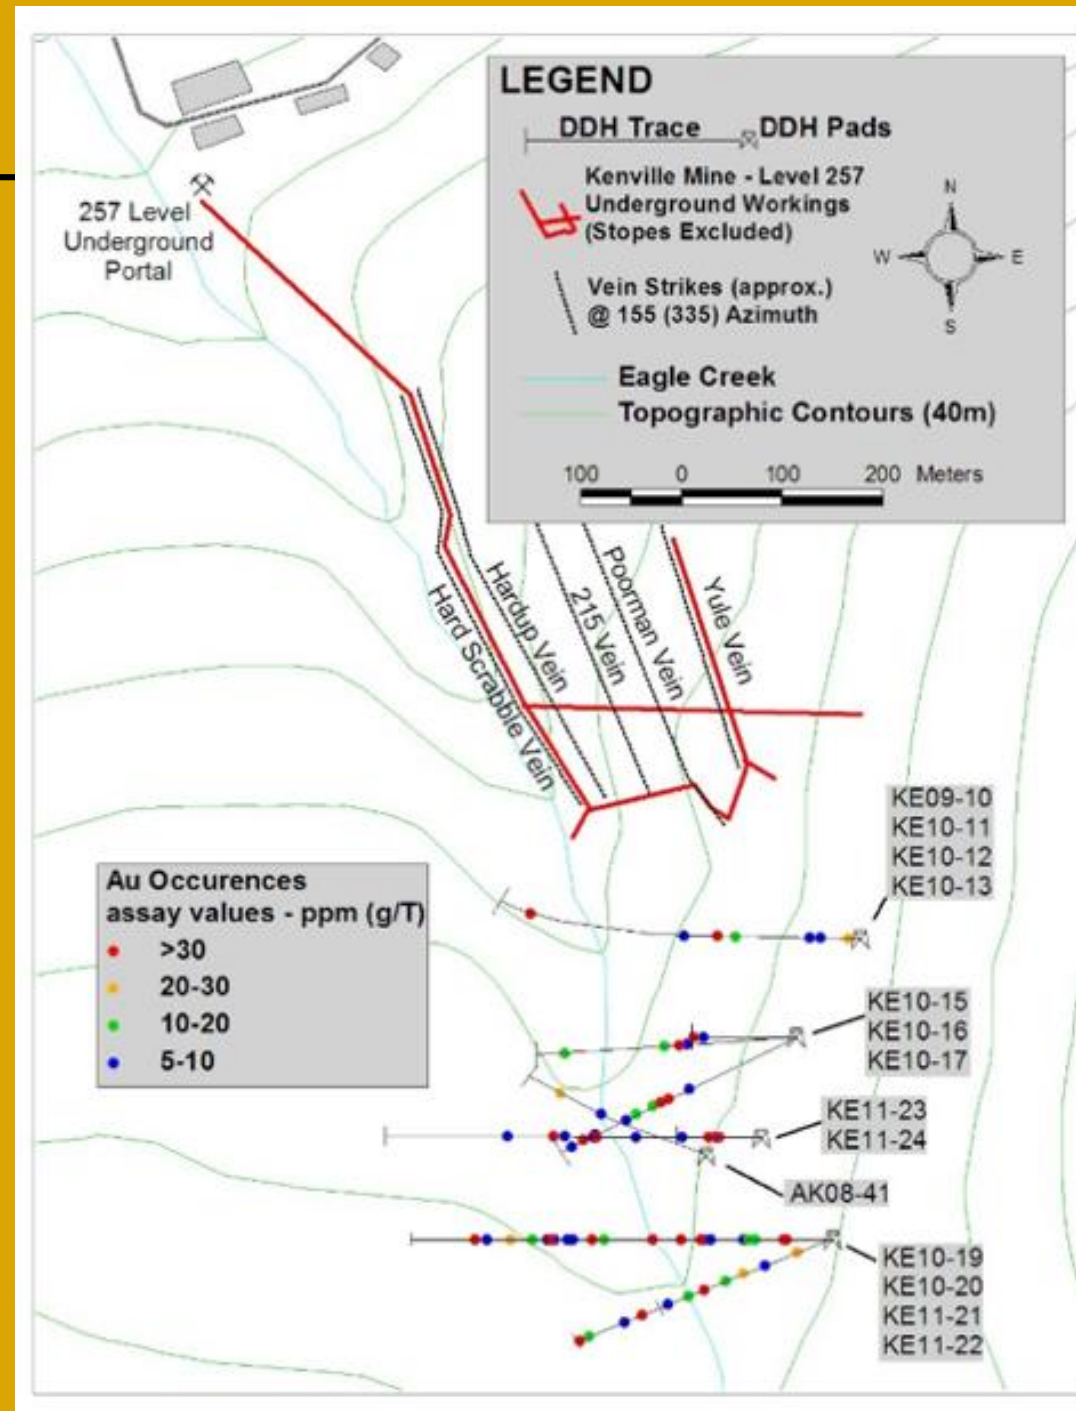 LEGEND
DDH Trace
DDH Pads
Kenville Mine - Level 257
Underground Workings
(Stopes Excluded)
N
W
E
S
Vein Strikes (approx.)
@ 155 (335) Azimuth
Eagle Creek
Topographic Contours (40m)
100 0 100 200 Meters
257 Level
Underground
Portal
Hard Scrabble Vein
Hardup Vein
215 Vein
Poorman Vein
Yule Vein
KE09-10
KE10-11
KE10-12
KE10-13
Au Occurences
assay values - ppm (g/T)
>30
20-30
10-20
5-10
KE10-15
KE10-16
KE10-17
KE11-23
KE11-24
AK08-41
KE10-19
KE10-20
KE11-21
KE11-22